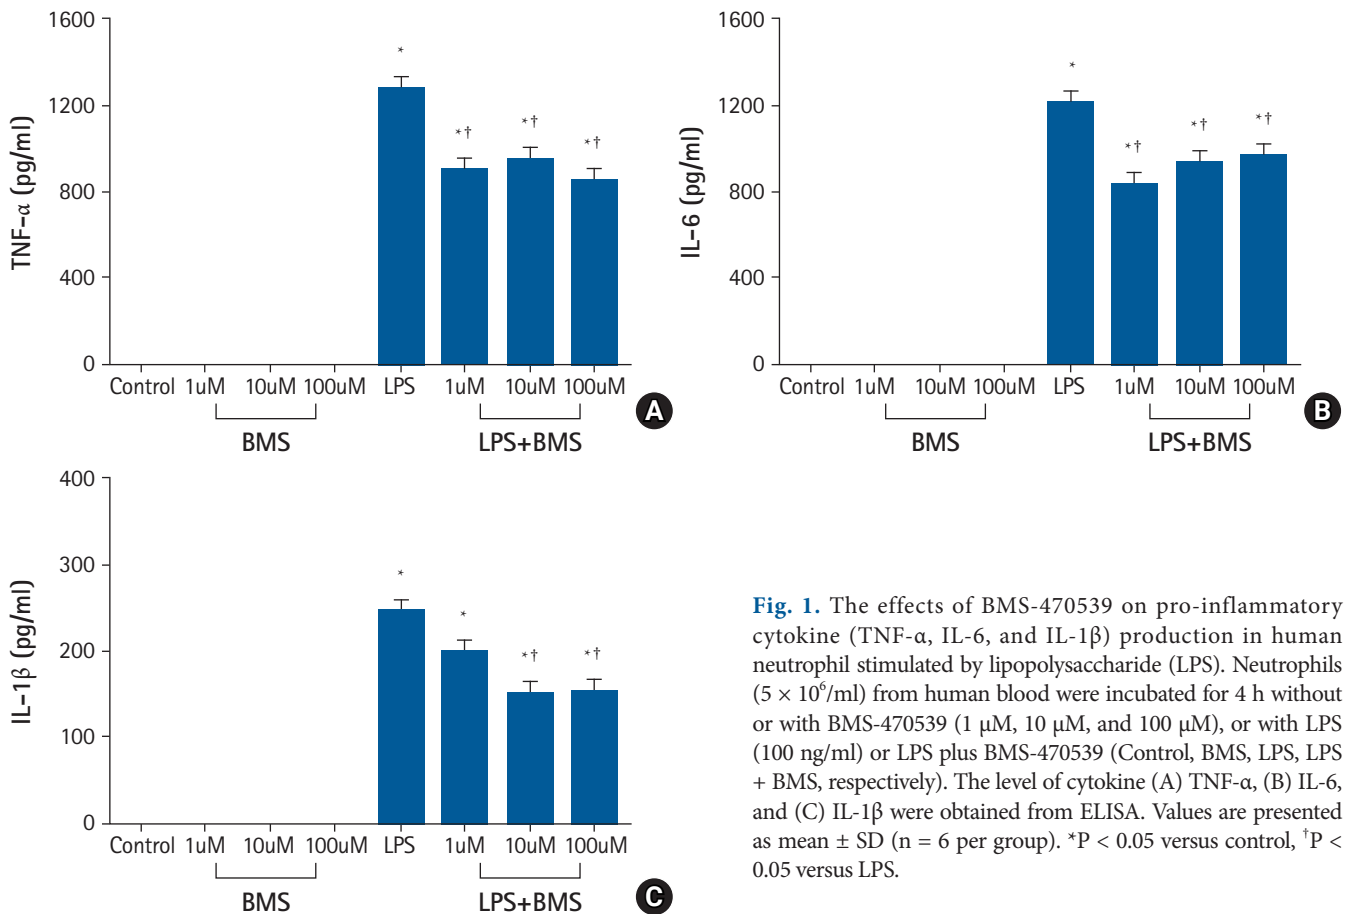 1600
1200
800
400
0
TNF-α (pg/ml)
*
*†
*†
*†
Control 1uM 10uM 100uM LPS 1uM 10uM 100uM
BMS LPS+BMS
A
1600
1200
800
400
0
IL-6 (pg/ml)
*
*†
*†
*†
Control 1uM 10uM 100uM LPS 1uM 10uM 100uM
BMS LPS+BMS
B
400
300
200
100
0
IL-1β (pg/ml)
*
*
*†
*†
Control 1uM 10uM 100uM LPS 1uM 10uM 100uM
BMS LPS+BMS
C
Fig. 1. The effects of BMS-470539 on pro-inflammatory
cytokine (TNF-α, IL-6, and IL-1β) production in human
neutrophil stimulated by lipopolysaccharide (LPS). Neutrophils
(5 × 10⁶/ml) from human blood were incubated for 4 h without
or with BMS-470539 (1 μM, 10 μM, and 100 μM), or with LPS
(100 ng/ml) or LPS plus BMS-470539 (Control, BMS, LPS, LPS
+ BMS, respectively). The level of cytokine (A) TNF-α, (B) IL-6,
and (C) IL-1β were obtained from ELISA. Values are presented
as mean ± SD (n = 6 per group). *P < 0.05 versus control, †P <
0.05 versus LPS.